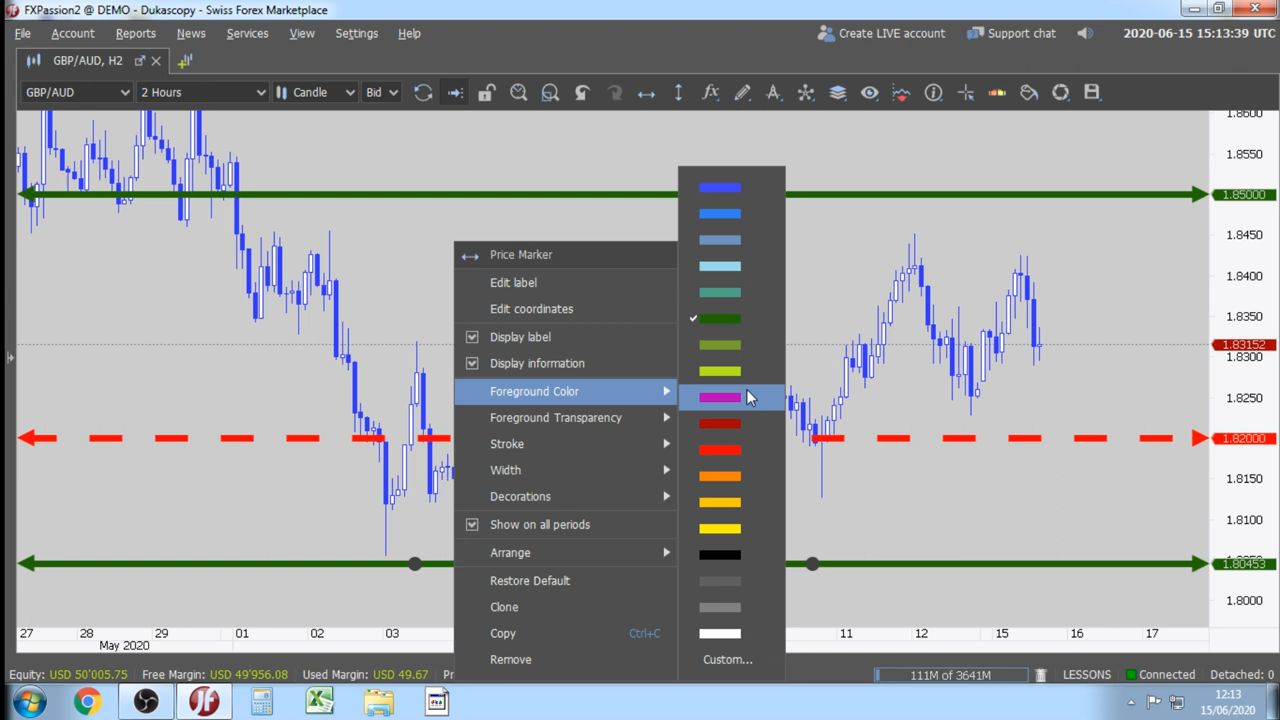 FXPassion2 @ DEMO - Dukascopy - Swiss Forex Marketplace
File Account Reports News Services View Settings Help
Create LIVE account Support chat 2020-06-15 15:13:39 UTC
GBP/AUD, H2
GBP/AUD 2 Hours Candle Bid
1.8600
1.8550
1.85000
1.8450
1.8400
1.8350
1.83152
1.8300
1.8250
1.82000
1.8150
1.8100
1.80453
1.8000
Price Marker
Edit label
Edit coordinates
Display label
Display information
Foreground Color
Foreground Transparency
Stroke
Width
Decorations
Show on all periods
Arrange
Restore Default
Clone
Copy Ctrl+C
Remove
Custom...
27 28 29 01 02 03 11 12 15 16 17
May 2020
Equity: USD 50'005.75 Free Margin: USD 49'956.08 Used Margin: USD 49.67 111M of 3641M LESSONS Connected Detached: 0
12:13
15/06/2020